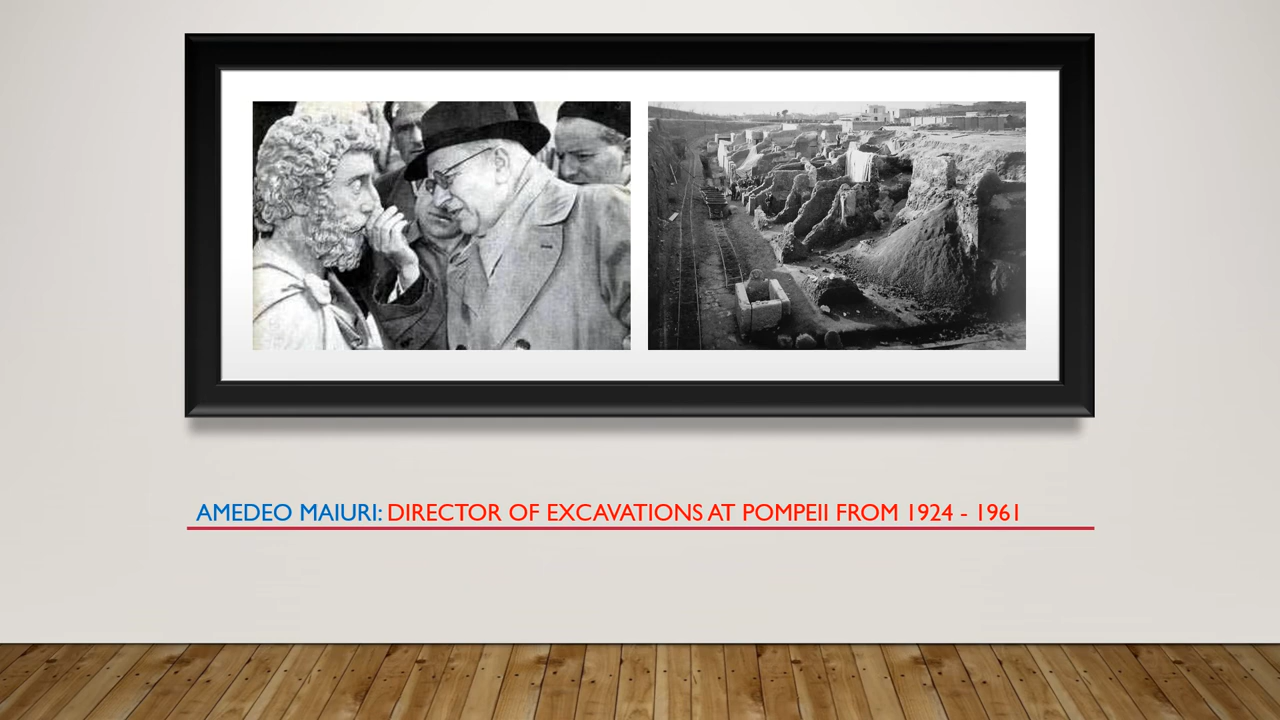 AMEDEO MAIURI: DIRECTOR OF EXCAVATIONS AT POMPEII FROM 1924 - 1961